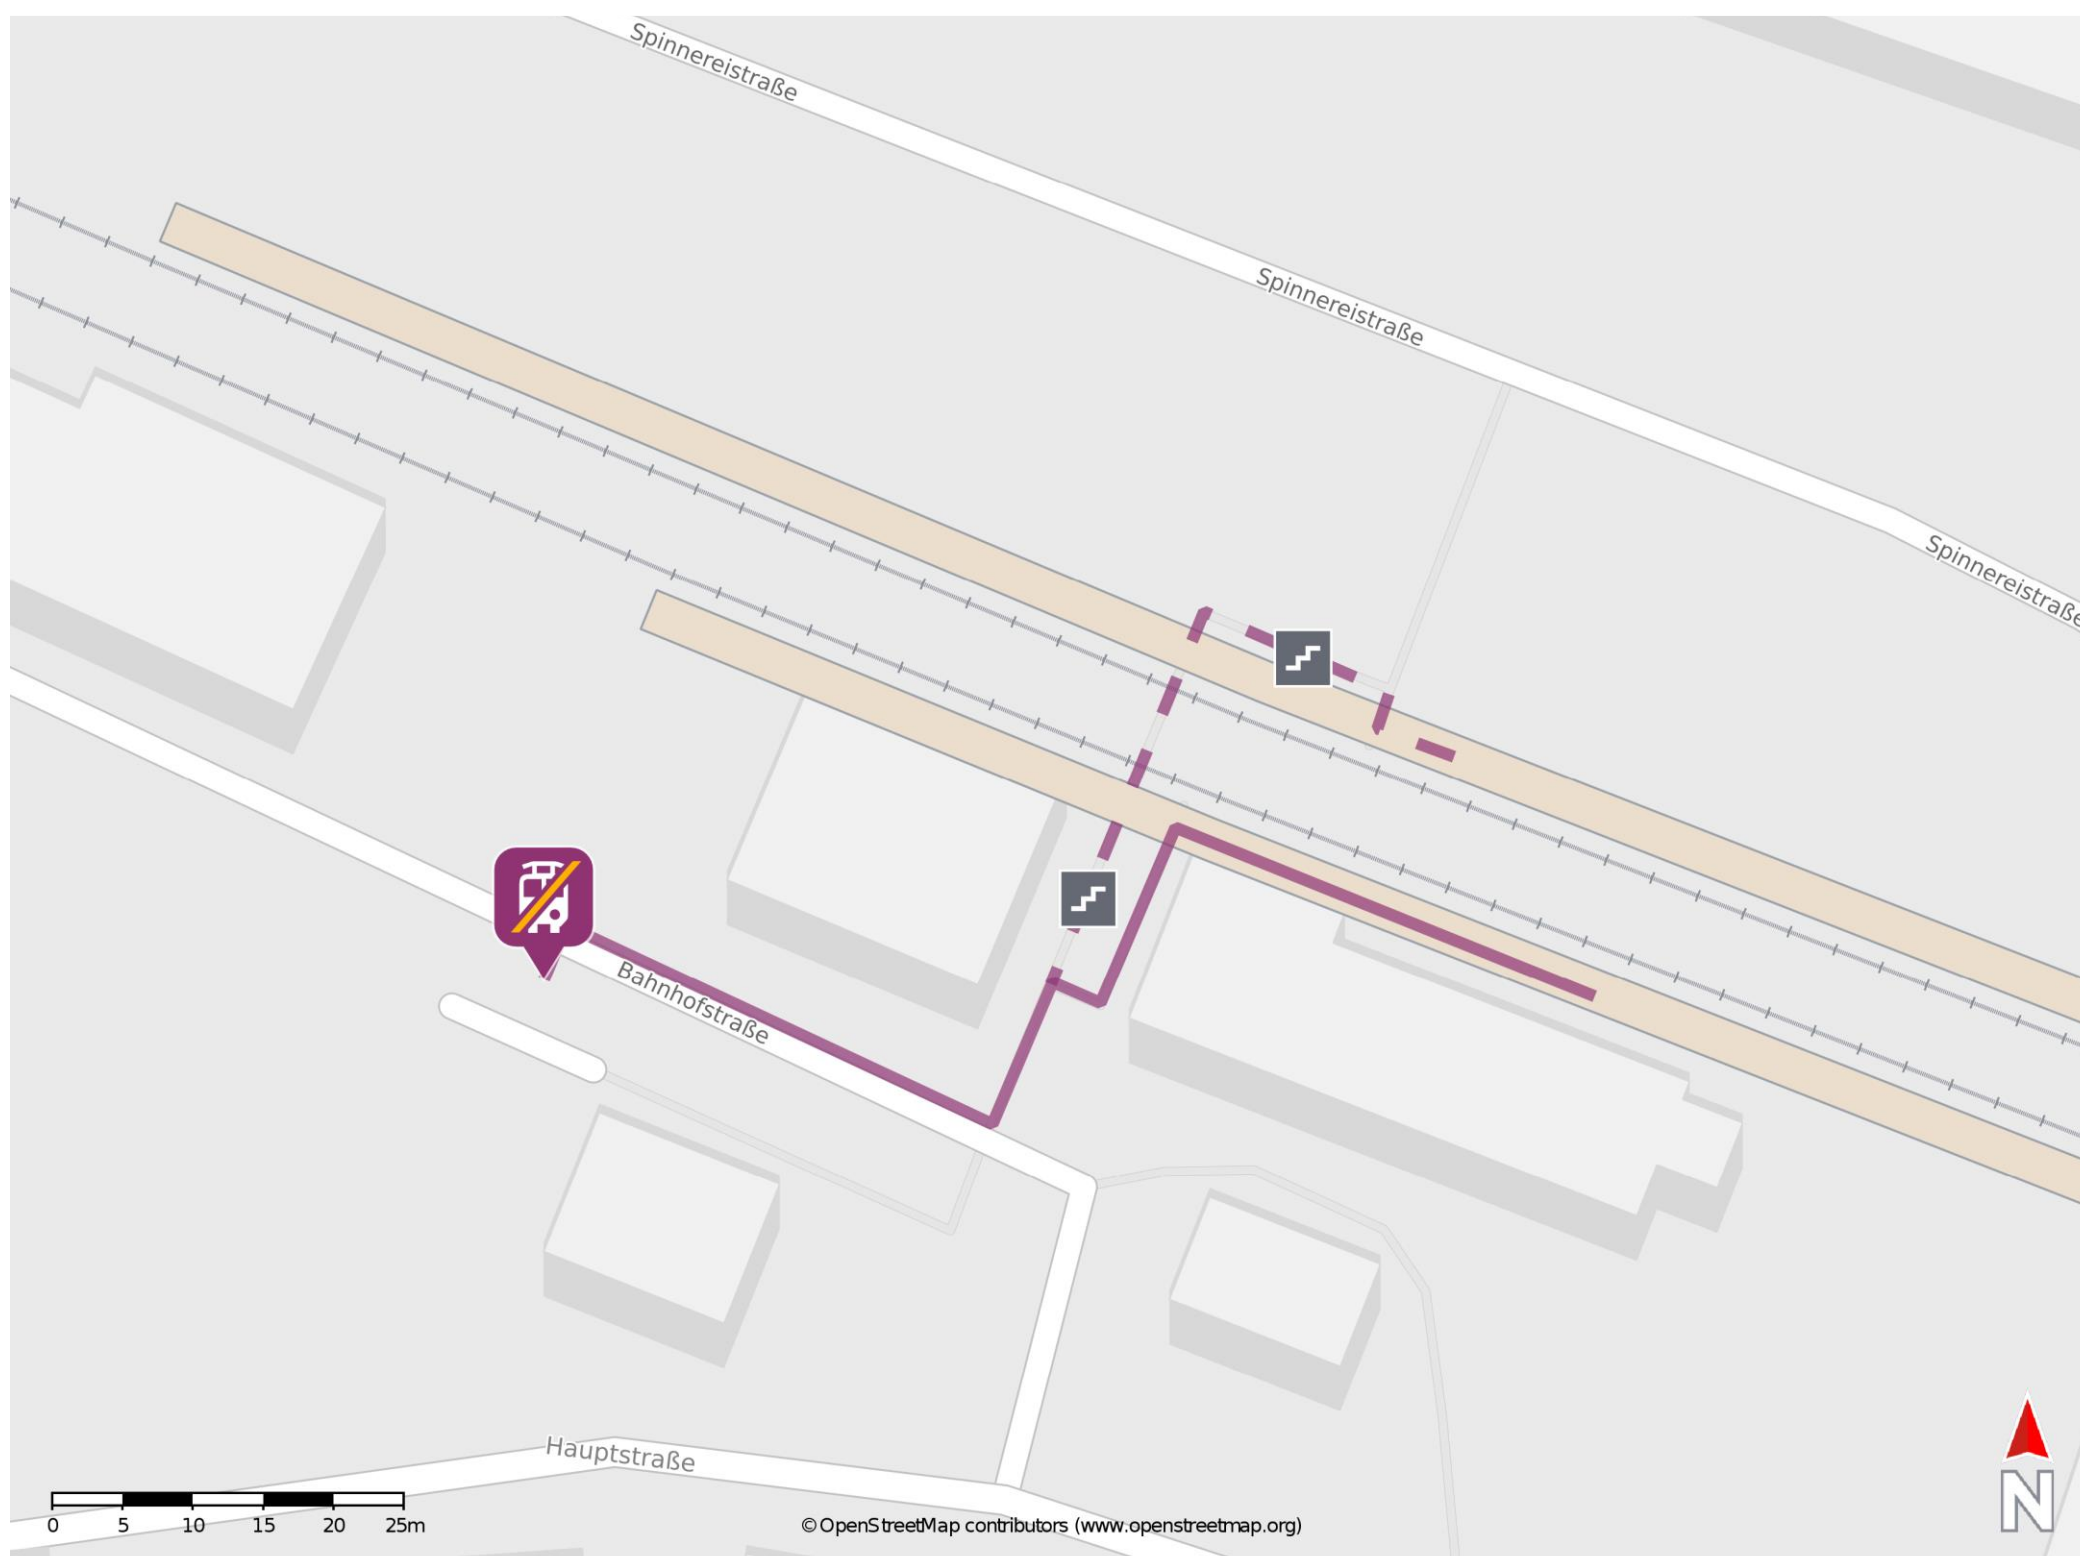 Spinnereistraße
Spinnereistraße
Spinnereistraße
Bahnhofstraße
Hauptstraße
0 5 10 15 20 25m
© OpenStreetMap contributors (www.openstreetmap.org)
N